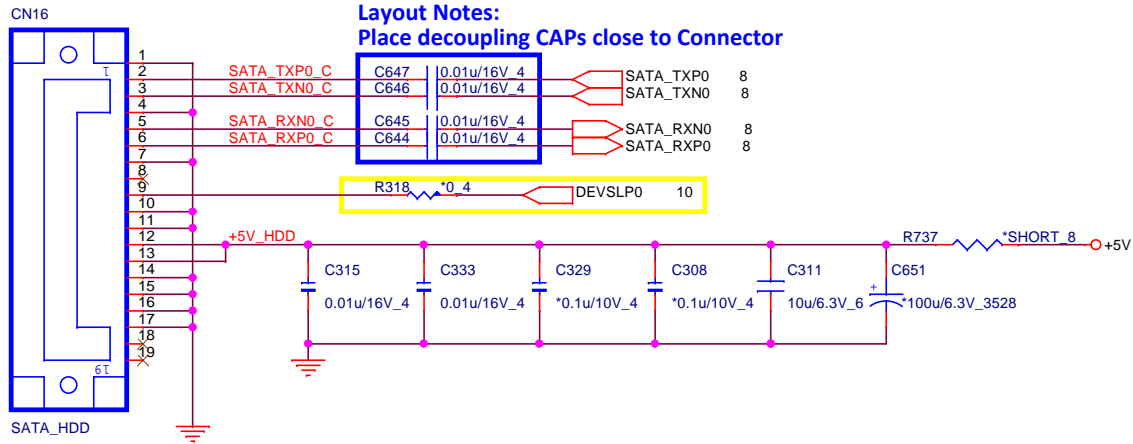 Layout Notes:
Place decoupling CAPs close to Connector
CN16
1
1
2
3
4
5
6
7
8
9
10
11
12
13
14
15
16
17
18
19
19
SATA_HDD
SATA_TXP0_C C647 0.01u/16V_4 SATA_TXP0 8
SATA_TXN0_C C646 0.01u/16V_4 SATA_TXN0 8
SATA_RXN0_C C645 0.01u/16V_4 SATA_RXN0 8
SATA_RXP0_C C644 0.01u/16V_4 SATA_RXP0 8
R318 *0_4 DEVSLP0 10
+5V_HDD R737 *SHORT_8 +5V
C315 C333 C329 C308 C311 C651
+
0.01u/16V_4 0.01u/16V_4 *0.1u/10V_4 *0.1u/10V_4 10u/6.3V_6 *100u/6.3V_3528